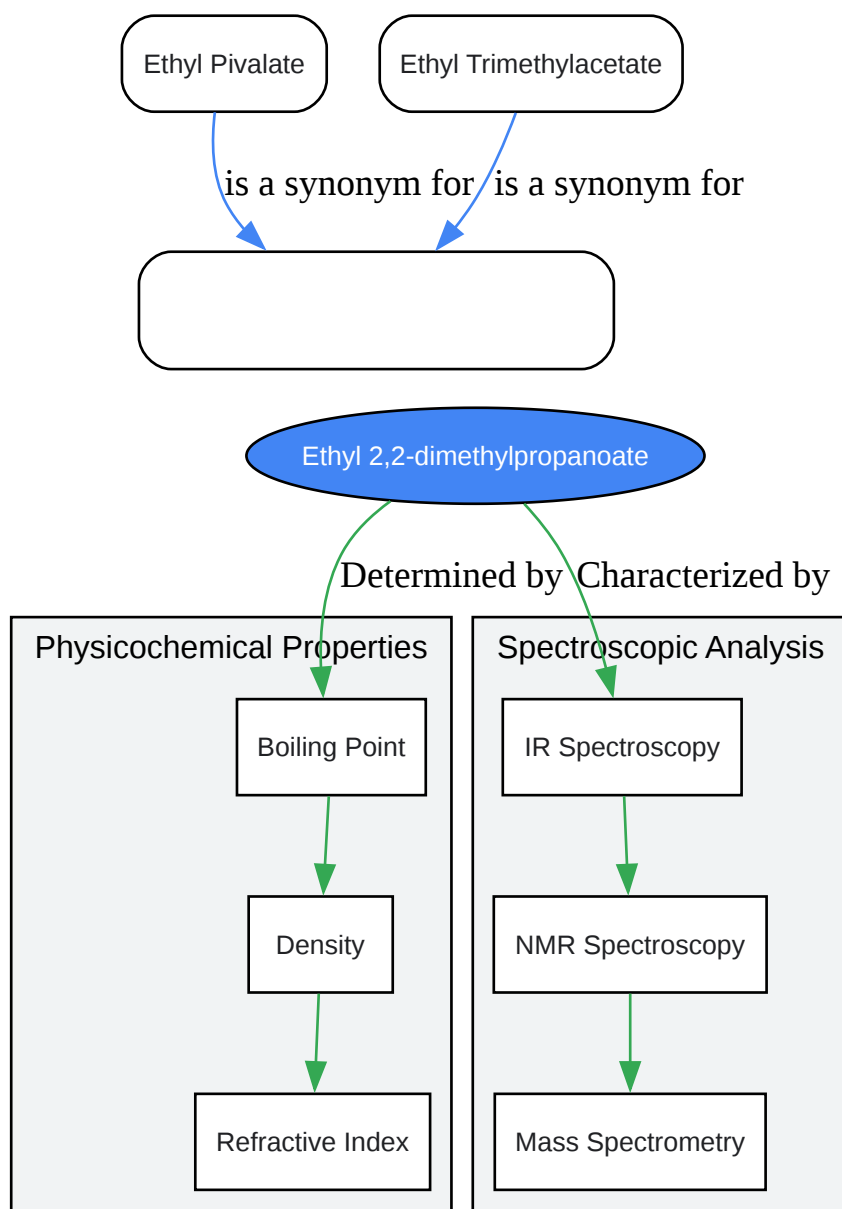 Ethyl Pivalate
Ethyl Trimethylacetate
is a synonym for
is a synonym for
Ethyl 2,2-dimethylpropanoate
Determined by
Characterized by
Physicochemical Properties
Spectroscopic Analysis
Boiling Point
IR Spectroscopy
Density
NMR Spectroscopy
Refractive Index
Mass Spectrometry